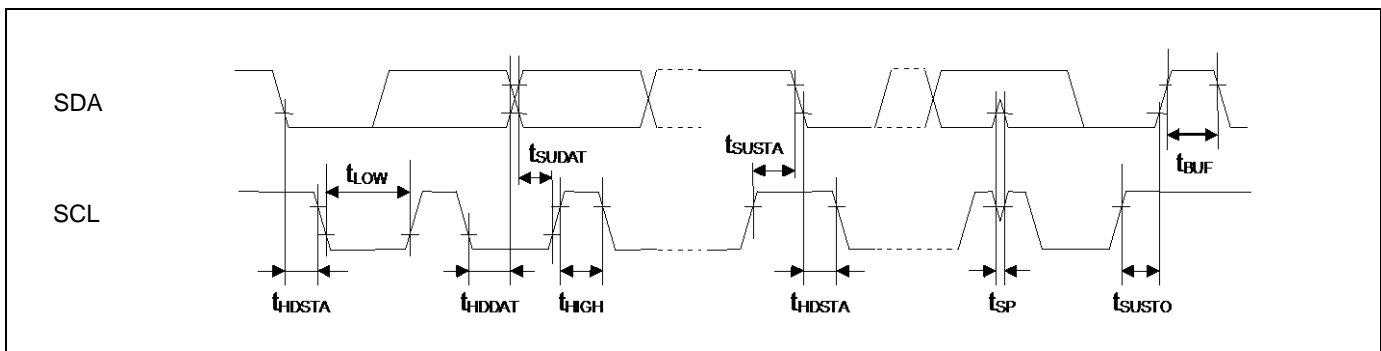 SDA
tSUDAT
tSUSTA
tBUF
tLOW
SCL
tHDSTA
tHDDAT
tHIGH
tHDSTA
tSP
tSUSTO